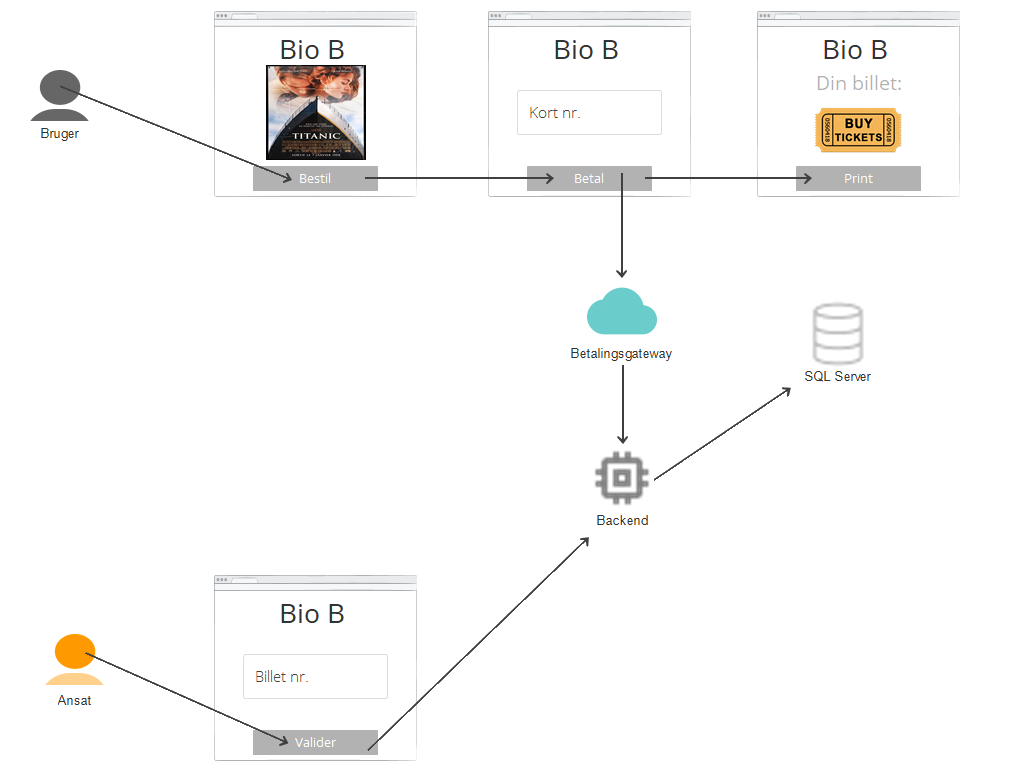 Bio B
TITANIC
Bestil
Bruger
Bio B
Kort nr.
Betal
Bio B
Din billet:
BUY
TICKETS
Print
Betalingsgateway
SQL Server
Backend
Bio B
Billet nr.
Valider
Ansat